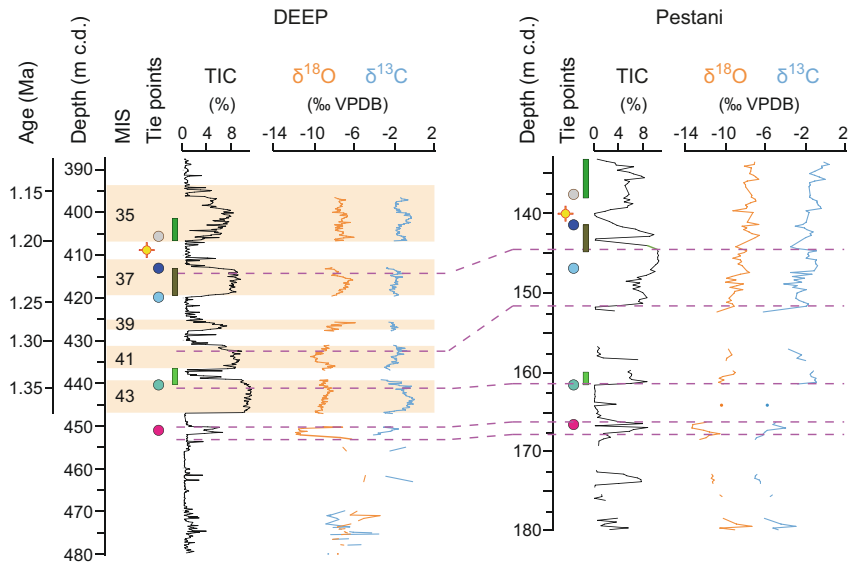 DEEP
Pestani
Age (Ma)
Depth (m c.d.)
MIS
Tie points
TIC
(%)
δ18O
δ13C
(‰ VPDB)
0 4 8
-14 -10 -6 -2 2
Depth (m c.d.)
Tie points
TIC
(%)
δ18O
δ13C
(‰ VPDB)
0 4 8
-14 -10 -6 -2 2
1.15
1.20
1.25
1.30
1.35
390
400
410
420
430
440
450
460
470
480
35
37
39
41
43
140
150
160
170
180